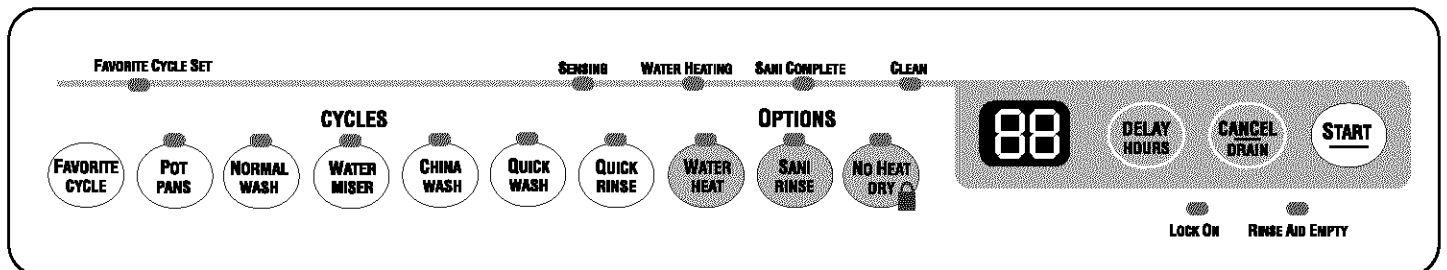 FAVORITE CYCLE SET
SENSING
WATER HEATING
SANI COMPLETE
CLEAN
CYCLES
OPTIONS
FAVORITE
CYCLE
POT
PANS
NORMAL
WASH
WATER
MISER
CHINA
WASH
QUICK
WASH
QUICK
RINSE
WATER
HEAT
SANI
RINSE
NO HEAT
DRY
88
DELAY
HOURS
CANCEL
DRAIN
START
LOCK ON
RINSE AID EMPTY